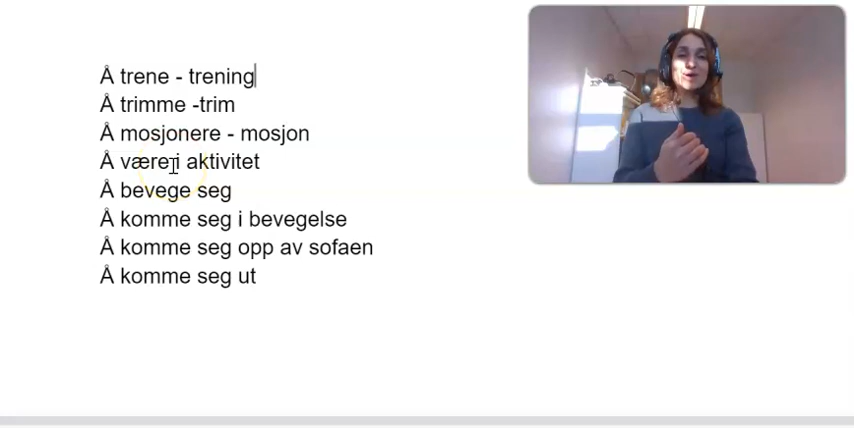 Å trene - trening
Å trimme -trim
Å mosjonere - mosjon
Å være i aktivitet
Å bevege seg
Å komme seg i bevegelse
Å komme seg opp av sofaen
Å komme seg ut